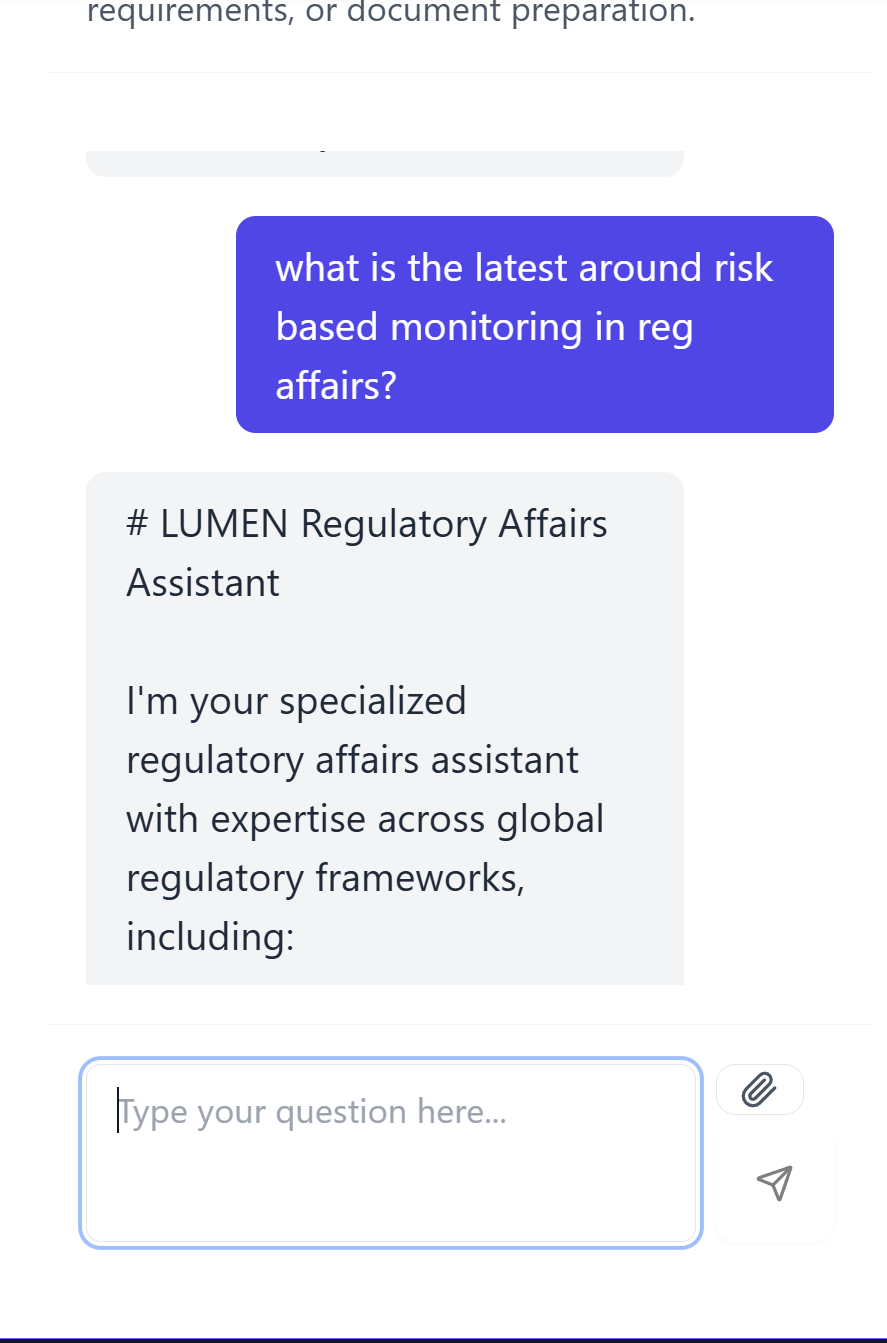 requirements, or document preparation.
what is the latest around risk
based monitoring in reg
affairs?
# LUMEN Regulatory Affairs
Assistant
I'm your specialized
regulatory affairs assistant
with expertise across global
regulatory frameworks,
including:
Type your question here...